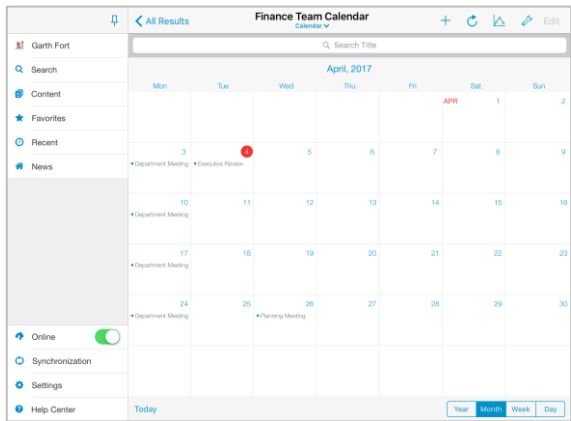 All Results
Finance Team Calendar
Calendar
Edit
Garth Fort
Search
Content
Favorites
Recent
News
Online
Synchronization
Settings
Help Center
Search Title
April, 2017
Mon Tue Wed Thu Fri Sat Sun
APR 1 2
3 4 5 6 7 8 9
Department Meeting Executive Review
10 11 12 13 14 15 16
Department Meeting
17 18 19 20 21 22 23
Department Meeting
24 25 26 27 28 29 30
Department Meeting Planning Meeting
Today
Year Month Week Day